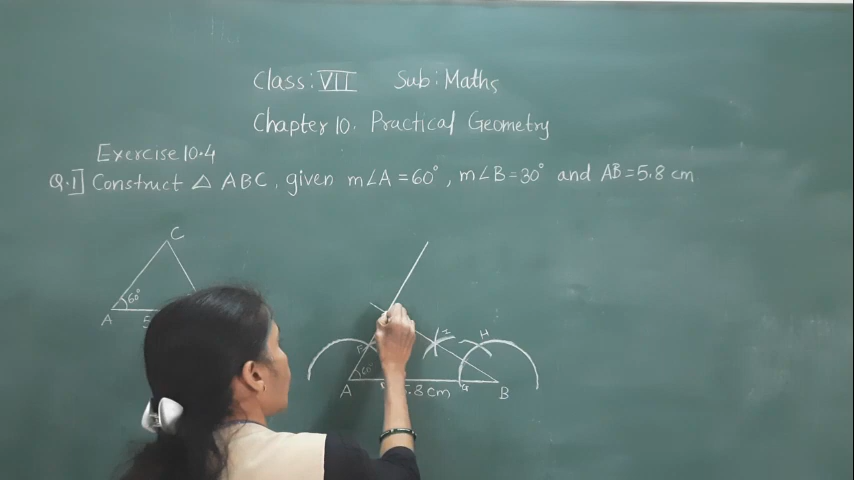 Class: VII Sub: Maths
Chapter 10. Practical Geometry
Exercise 10.4
Q.1] Construct △ ABC, given m∠A = 60°, m∠B = 30° and AB = 5.8 cm
C
60°
A 5
F H
60°
A .8 cm G B